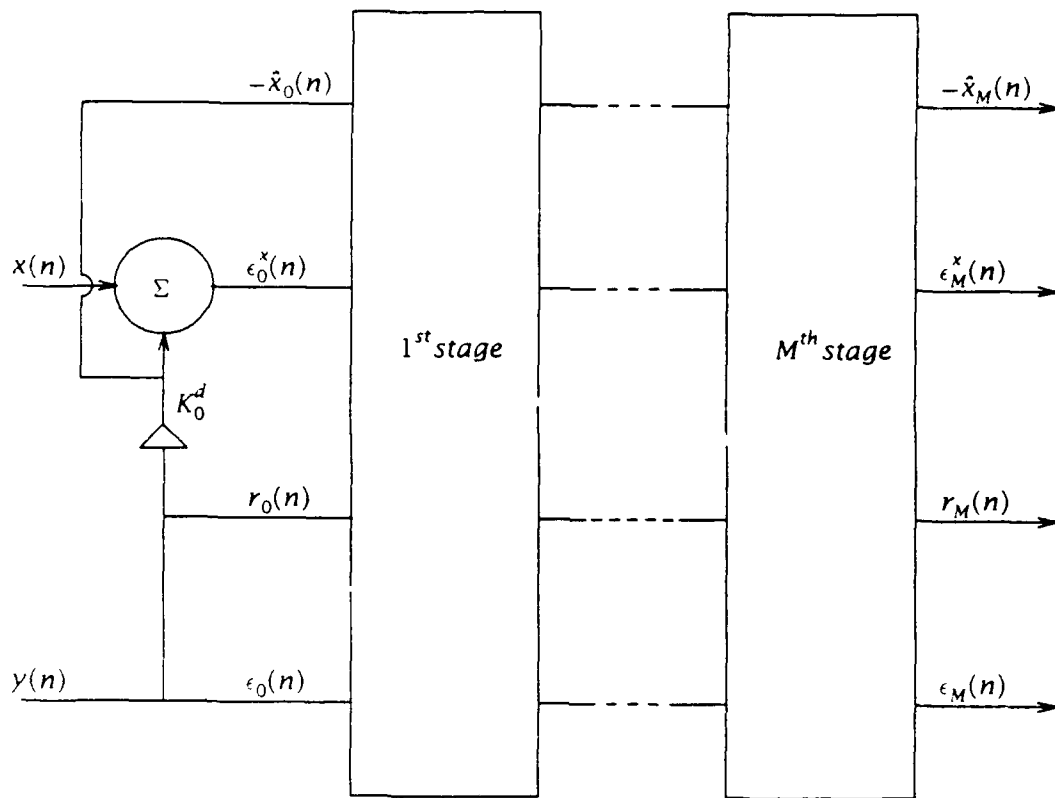 −x̂₀(n)
−x̂_M(n)
x(n)
Σ
ϵ₀ˣ(n)
ϵ_Mˣ(n)
1ˢᵗ stage
Mᵗʰ stage
K₀ᵈ
r₀(n)
r_M(n)
y(n)
ϵ₀(n)
ϵ_M(n)